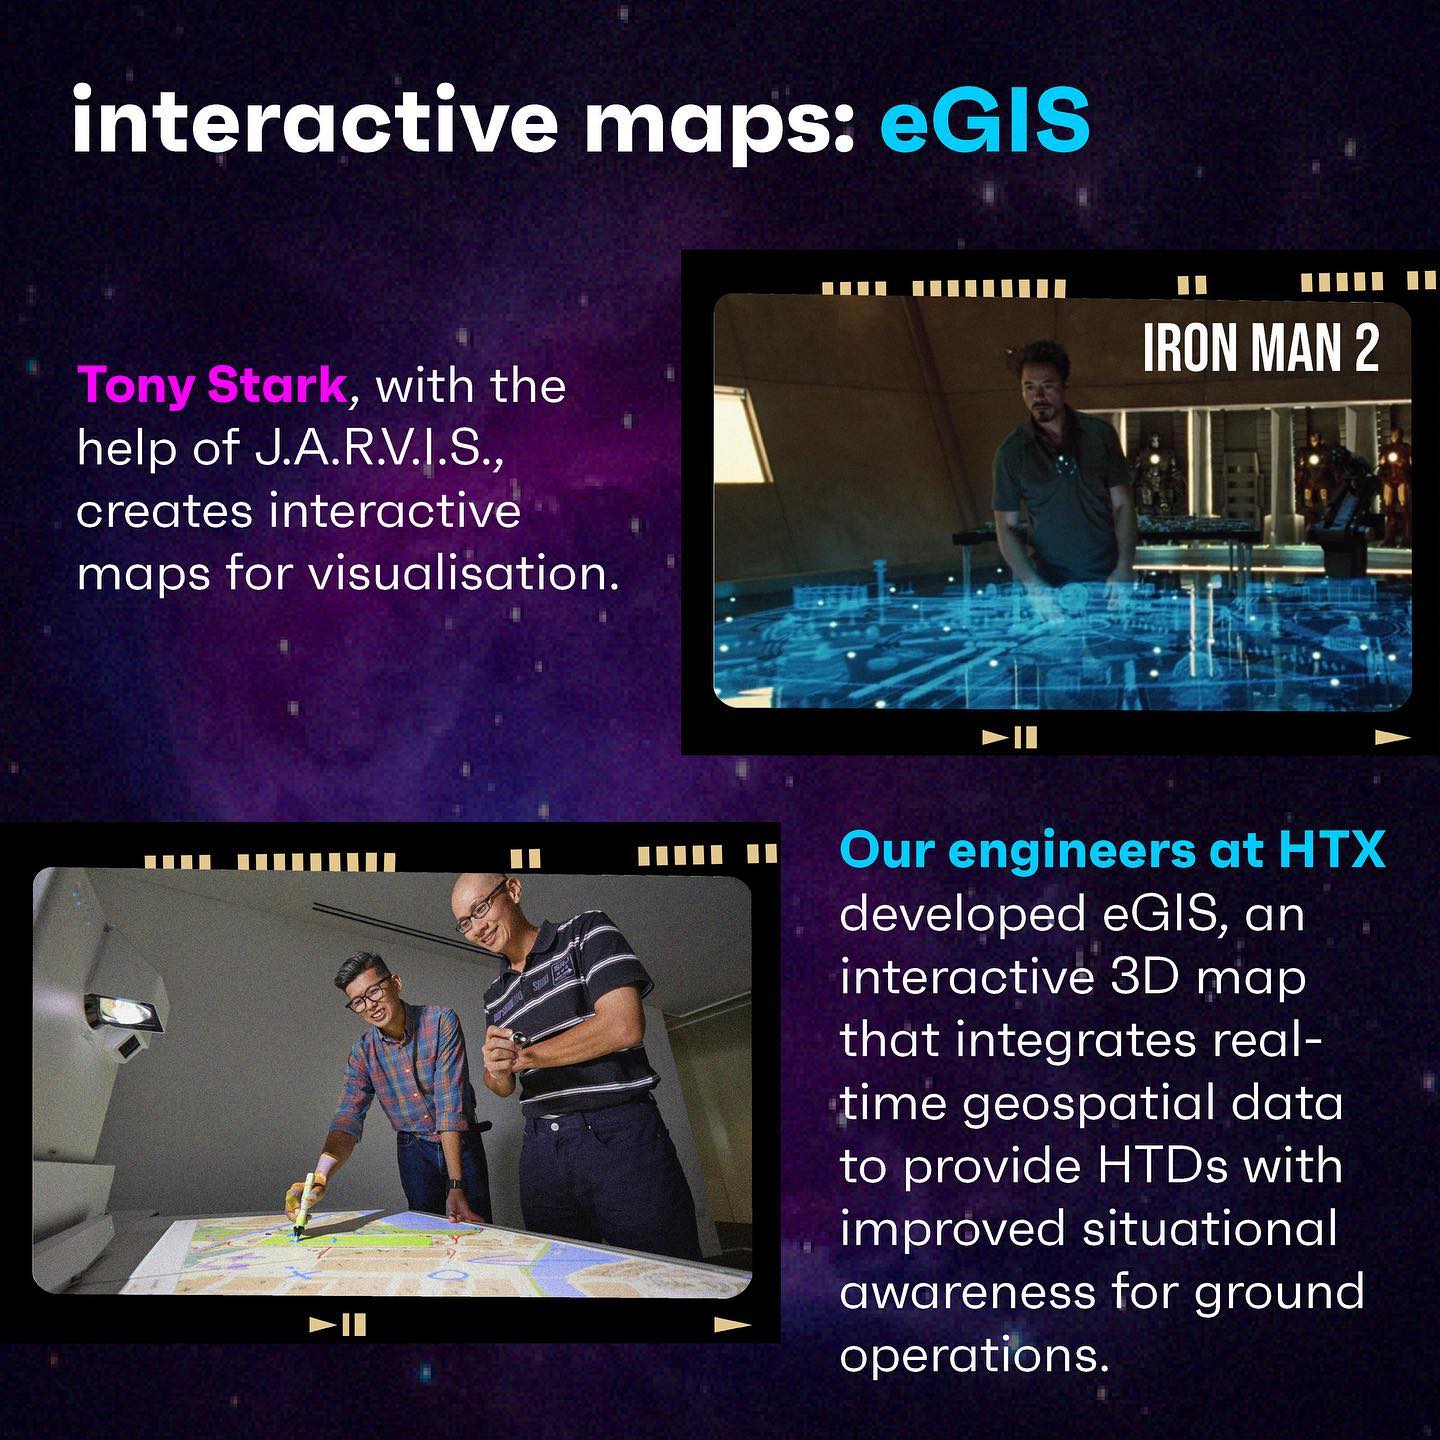 interactive maps: eGIS
IRON MAN 2
Tony Stark, with the
help of J.A.R.V.I.S.,
creates interactive
maps for visualisation.
Our engineers at HTX
developed eGIS, an
interactive 3D map
that integrates real-
time geospatial data
to provide HTDs with
improved situational
awareness for ground
operations.